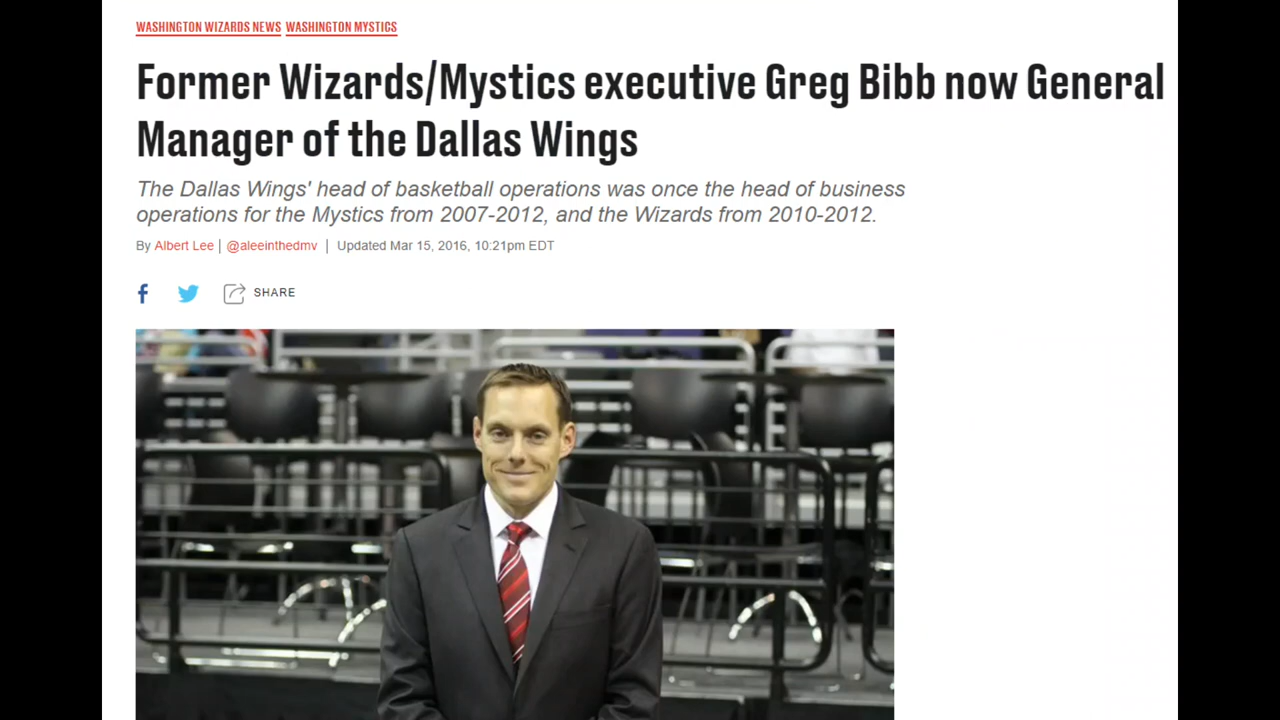 WASHINGTON WIZARDS NEWS WASHINGTON MYSTICS
Former Wizards/Mystics executive Greg Bibb now General
Manager of the Dallas Wings
The Dallas Wings' head of basketball operations was once the head of business
operations for the Mystics from 2007-2012, and the Wizards from 2010-2012.
By Albert Lee | @aleeinthedmv | Updated Mar 15, 2016, 10:21pm EDT
SHARE